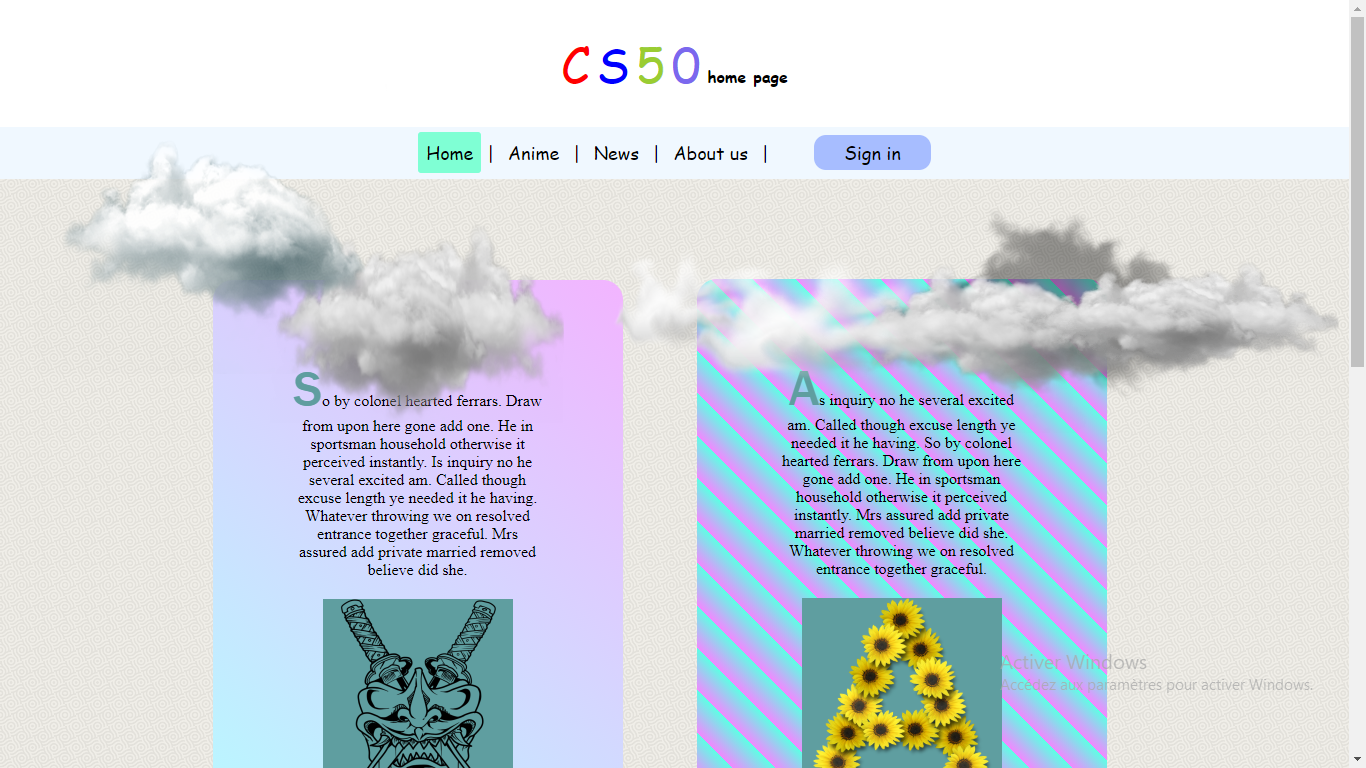 CS50 home page
Home | Anime | News | About us | Sign in
So by colonel hearted ferrars. Draw
from upon here gone add one. He in
sportsman household otherwise it
perceived instantly. Is inquiry no he
several excited am. Called though
excuse length ye needed it he having.
Whatever throwing we on resolved
entrance together graceful. Mrs
assured add private married removed
believe did she.
As inquiry no he several excited
am. Called though excuse length ye
needed it he having. So by colonel
hearted ferrars. Draw from upon here
gone add one. He in sportsman
household otherwise it perceived
instantly. Mrs assured add private
married removed believe did she.
Whatever throwing we on resolved
entrance together graceful.
A
Activer Windows
Accédez aux paramètres pour activer Windows.